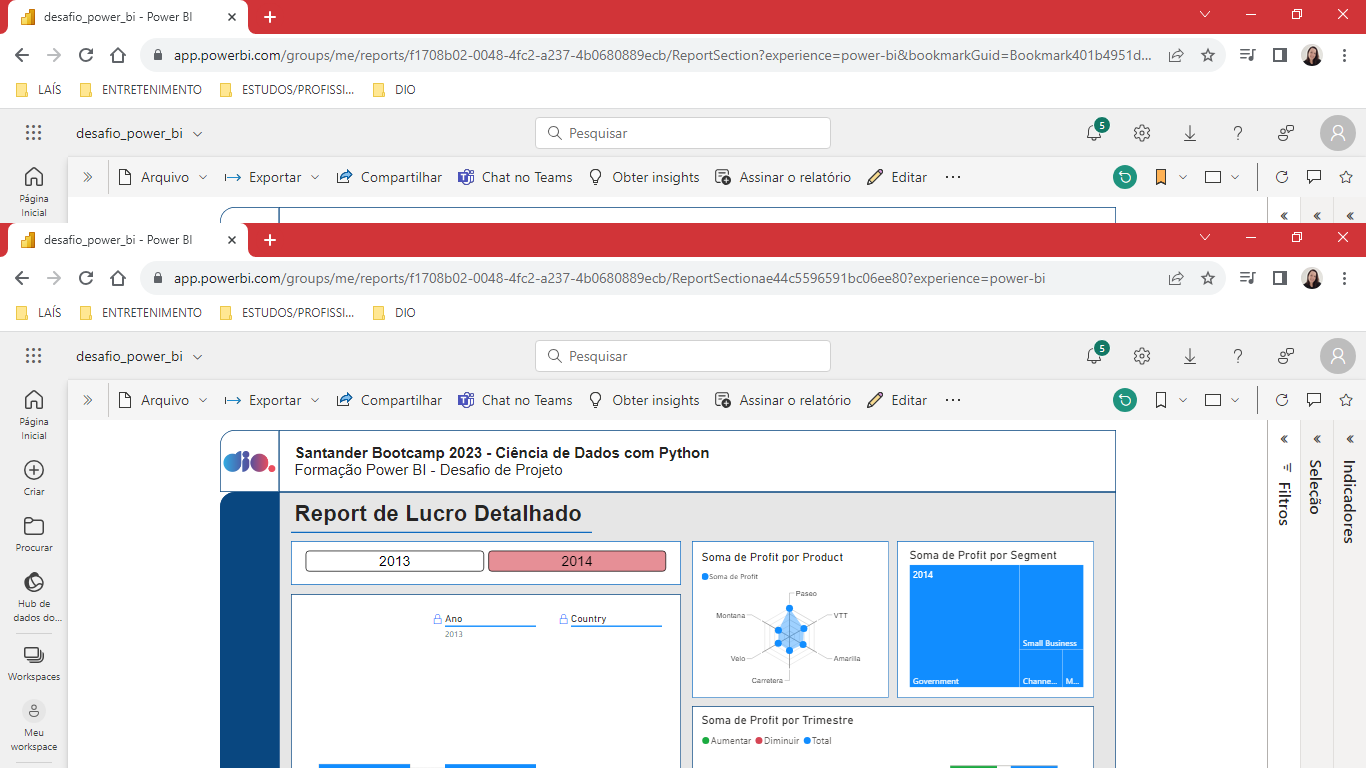 desafio_power_bi - Power BI
app.powerbi.com/groups/me/reports/f1708b02-0048-4fc2-a237-4b0680889ecb/ReportSection?experience=power-bi&bookmarkGuid=Bookmark401b4951d...
LAÍS ENTRETENIMENTO ESTUDOS/PROFISSI... DIO
desafio_power_bi Pesquisar 5
Arquivo Exportar Compartilhar Chat no Teams Obter insights Assinar o relatório Editar ...
Página
Inicial
desafio_power_bi - Power BI
app.powerbi.com/groups/me/reports/f1708b02-0048-4fc2-a237-4b0680889ecb/ReportSectionae44c5596591bc06ee80?experience=power-bi
LAÍS ENTRETENIMENTO ESTUDOS/PROFISSI... DIO
desafio_power_bi Pesquisar 5
Arquivo Exportar Compartilhar Chat no Teams Obter insights Assinar o relatório Editar ...
Página
Inicial
Criar
Procurar
Hub de
dados do...
Workspaces
Meu
workspace
dio.
Santander Bootcamp 2023 - Ciência de Dados com Python
Formação Power BI - Desafio de Projeto
Report de Lucro Detalhado
2013 2014
Ano Country
2013
Soma de Profit por Product
Soma de Profit
Paseo
Montana VTT
Velo Amarilla
Carretera
Soma de Profit por Segment
2014
Small Business
Government Channe... M...
Soma de Profit por Trimestre
Aumentar Diminuir Total
Filtros
Seleção
Indicadores